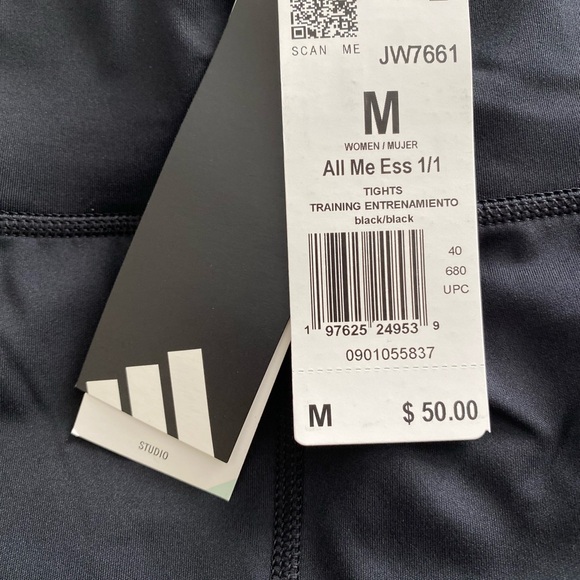 SCAN ME
JW7661
M
WOMEN / MUJER
All Me Ess 1/1
TIGHTS
TRAINING ENTRENAMIENTO
black/black
40
680
UPC
1 97625 24953 9
0901055837
M $ 50.00
STUDIO